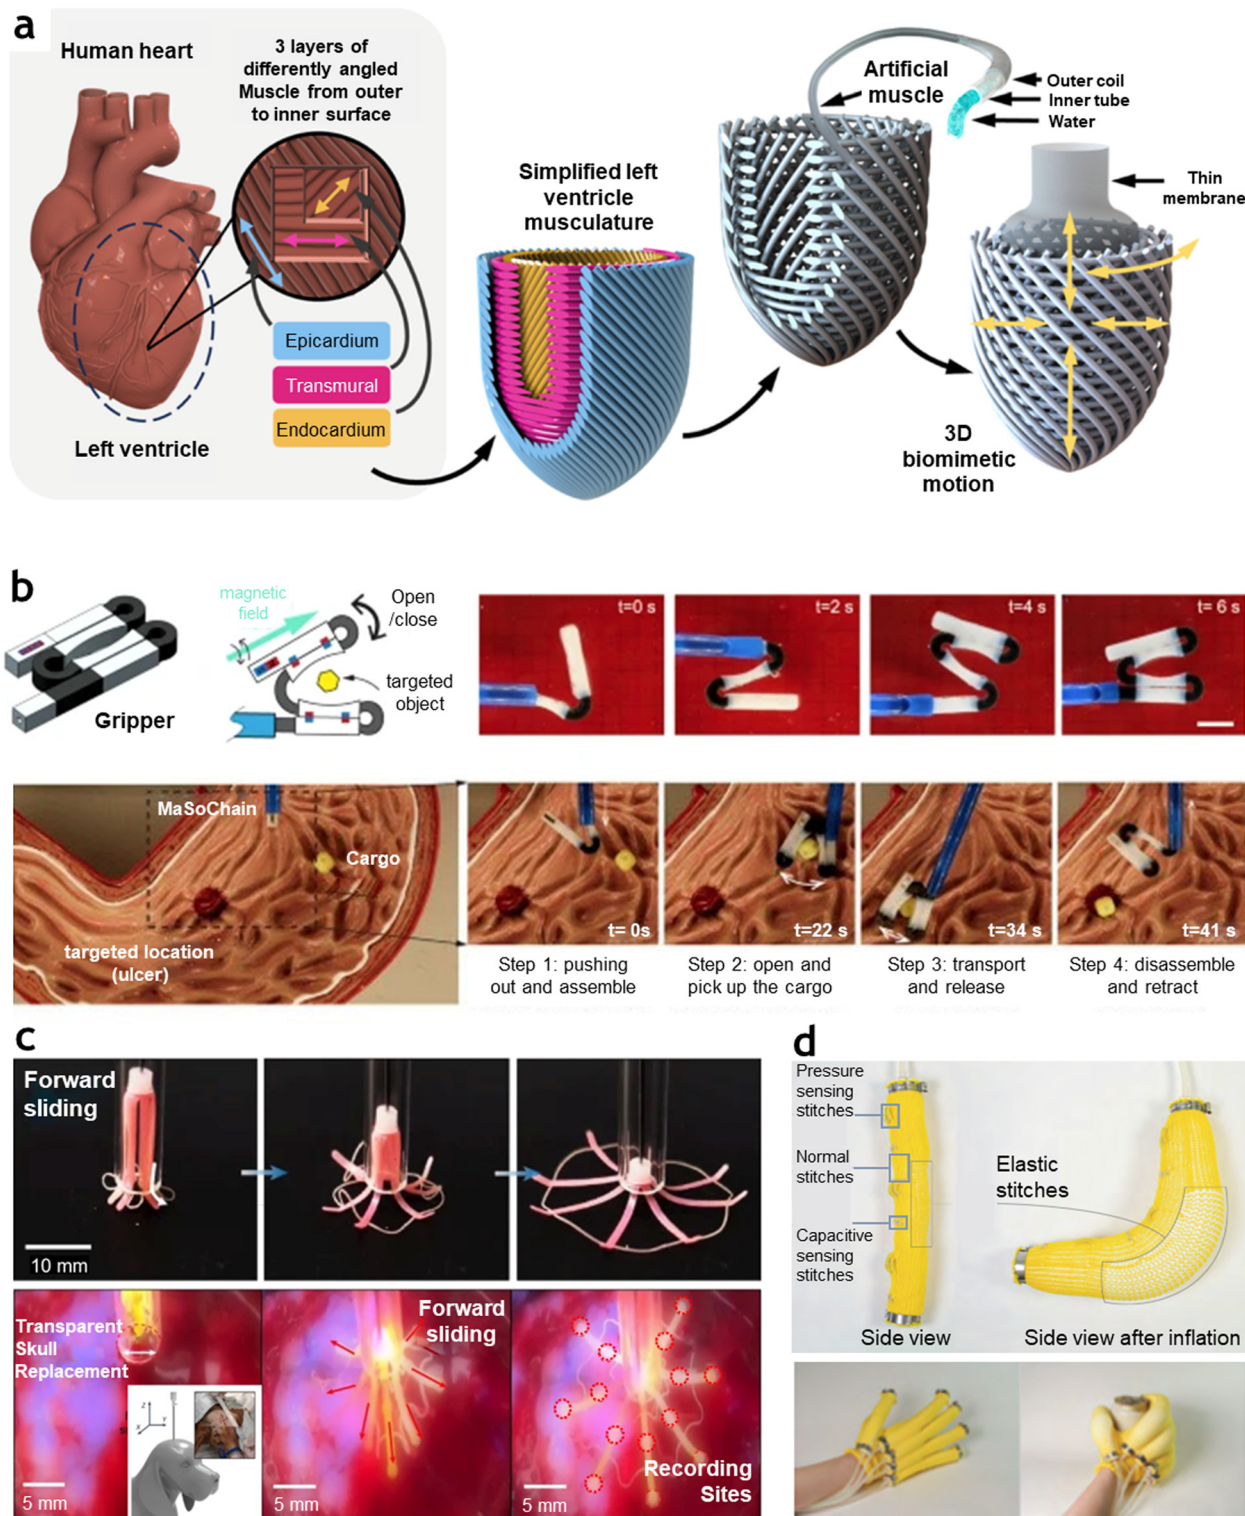 a
Human heart
3 layers of
differently angled
Muscle from outer
to inner surface
Epicardium
Transmural
Endocardium
Left ventricle
Simplified left
ventricle
musculature
Artificial
muscle
Outer coil
Inner tube
Water
Thin
membrane
3D
biomimetic
motion
b
Gripper
magnetic
field
Open
/close
targeted
object
t=0 s
t=2 s
t=4 s
t= 6 s
MaSoChain
Cargo
targeted location
(ulcer)
t= 0s
t=22 s
t=34 s
t=41 s
Step 1: pushing
out and assemble
Step 2: open and
pick up the cargo
Step 3: transport
and release
Step 4: disassemble
and retract
c
Forward
sliding
10 mm
Transparent
Skull
Replacement
Z
Y
X
5 mm
Forward
sliding
5 mm
Recording
Sites
5 mm
d
Pressure
sensing
stitches
Normal
stitches
Capacitive
sensing
stitches
Elastic
stitches
Side view
Side view after inflation